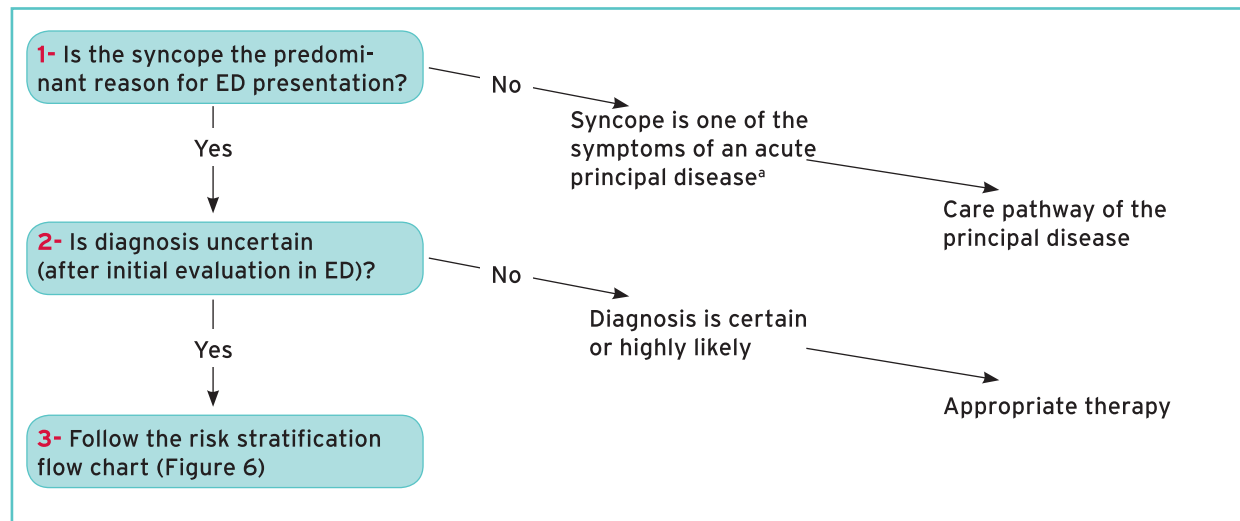 1- Is the syncope the predomi-
nant reason for ED presentation?
No
Syncope is one of the
symptoms of an acute
principal diseaseᵃ
Care pathway of the
principal disease
Yes
2- Is diagnosis uncertain
(after initial evaluation in ED)?
No
Diagnosis is certain
or highly likely
Appropriate therapy
Yes
3- Follow the risk stratification
flow chart (Figure 6)